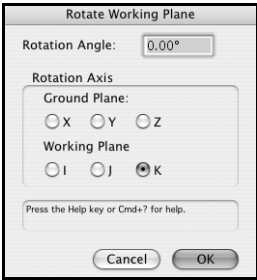 Rotate Working Plane
Rotation Angle: 0.00°
Rotation Axis
Ground Plane:
X Y Z
Working Plane
I J K
Press the Help key or Cmd+? for help.
Cancel OK